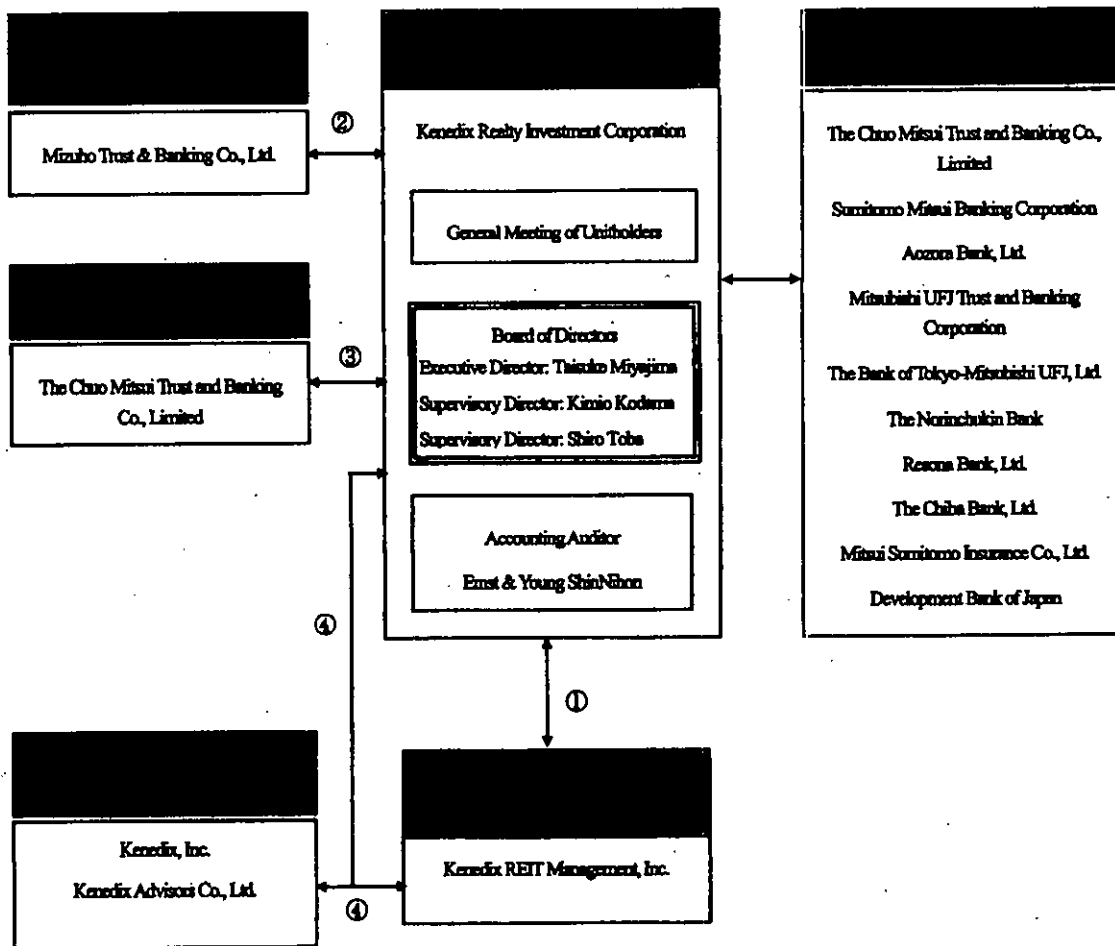 ②
Mizuho Trust & Banking Co., Ltd.
③
The Chuo Mitsui Trust and Banking
Co., Limited
Kenedix Realty Investment Corporation
General Meeting of Unitholders
Board of Directors
Executive Director: Taisuke Miyajima
Supervisory Director: Kimio Kodama
Supervisory Director: Shiro Toba
Accounting Auditor
Ernst & Young ShinNihon
The Chuo Mitsui Trust and Banking Co.,
Limited
Sumitomo Mitsui Banking Corporation
Aozora Bank, Ltd.
Mitsubishi UFJ Trust and Banking
Corporation
The Bank of Tokyo-Mitsubishi UFJ, Ltd.
The Norinchukin Bank
Resona Bank, Ltd.
The Chiba Bank, Ltd.
Mitsui Sumitomo Insurance Co., Ltd.
Development Bank of Japan
④
①
Kenedix, Inc.
Kenedix Advisors Co., Ltd.
④
Kenedix REIT Management, Inc.